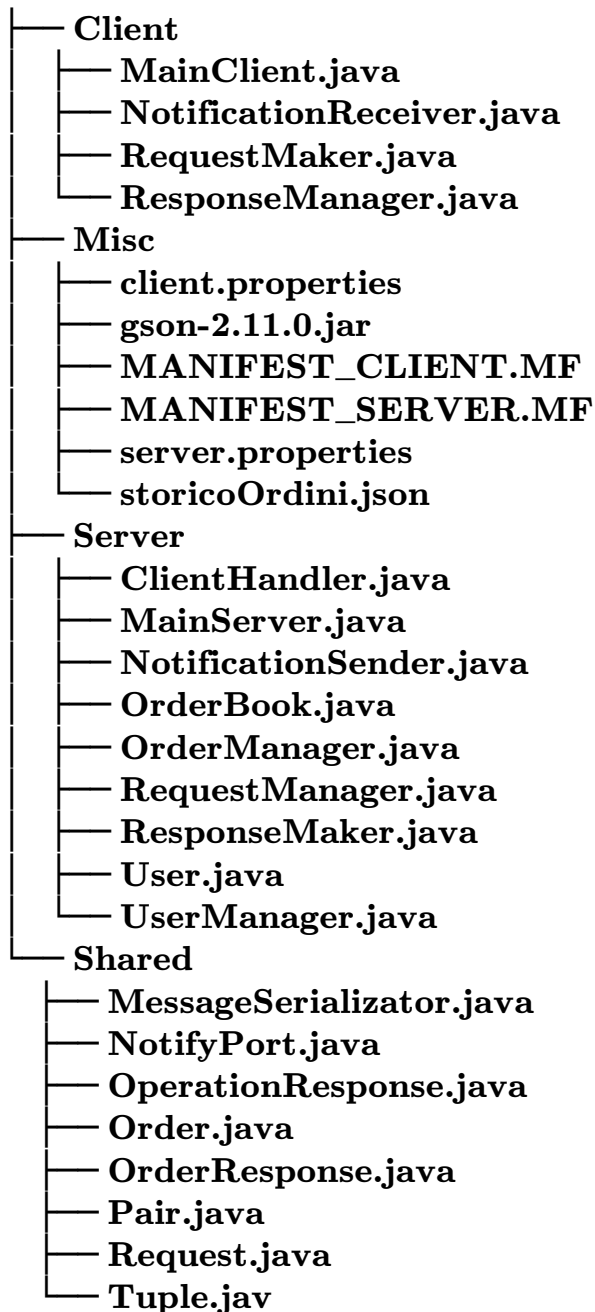 ├── Client
│   ├── MainClient.java
│   ├── NotificationReceiver.java
│   ├── RequestMaker.java
│   └── ResponseManager.java
├── Misc
│   ├── client.properties
│   ├── gson-2.11.0.jar
│   ├── MANIFEST_CLIENT.MF
│   ├── MANIFEST_SERVER.MF
│   ├── server.properties
│   └── storicoOrdini.json
├── Server
│   ├── ClientHandler.java
│   ├── MainServer.java
│   ├── NotificationSender.java
│   ├── OrderBook.java
│   ├── OrderManager.java
│   ├── RequestManager.java
│   ├── ResponseMaker.java
│   ├── User.java
│   └── UserManager.java
└── Shared
    ├── MessageSerializator.java
    ├── NotifyPort.java
    ├── OperationResponse.java
    ├── Order.java
    ├── OrderResponse.java
    ├── Pair.java
    ├── Request.java
    └── Tuple.jav